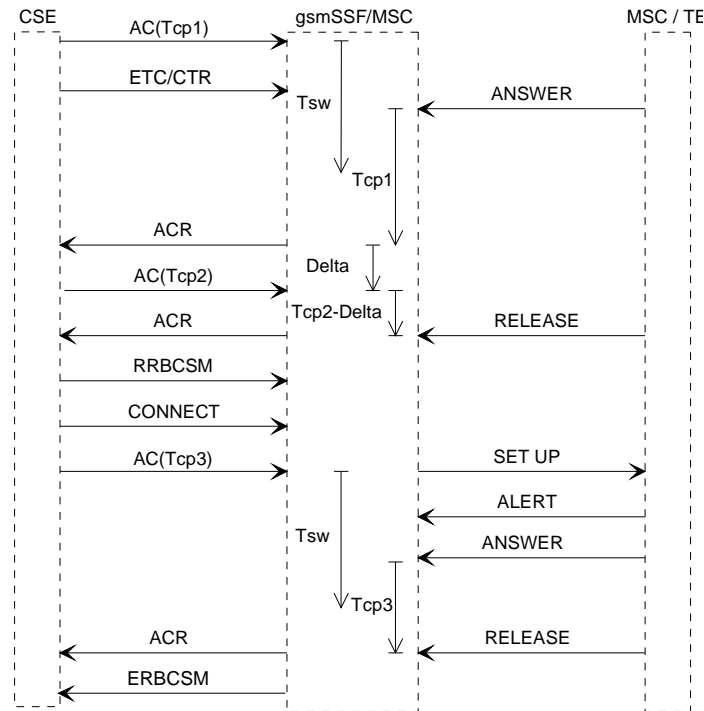 CSE
gsmSSF/MSC
MSC / TE
AC(Tcp1)
ETC/CTR
Tsw
ANSWER
Tcp1
ACR
Delta
AC(Tcp2)
Tcp2-Delta
ACR
RELEASE
RRBCSM
CONNECT
AC(Tcp3)
SET UP
ALERT
Tsw
ANSWER
Tcp3
ACR
RELEASE
ERBCSM